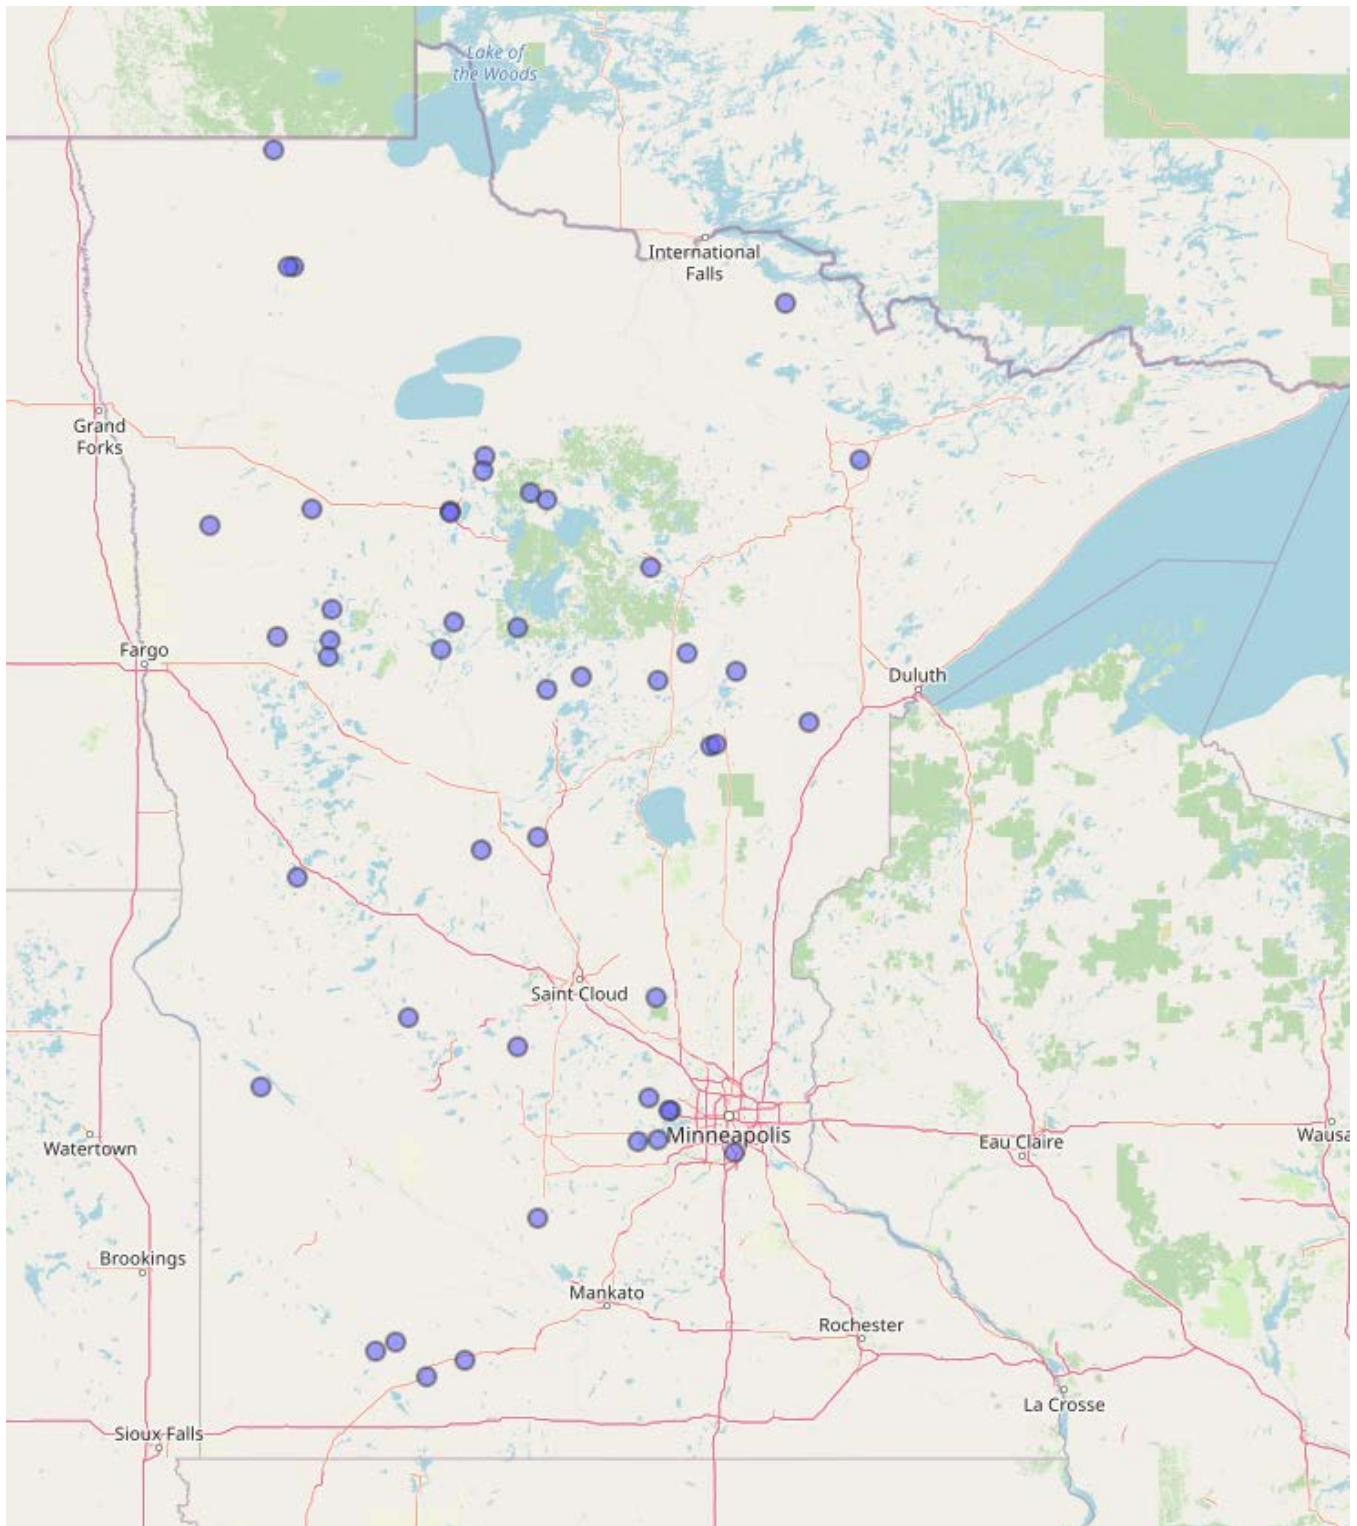 Lake of
the Woods
International
Falls
Grand
Forks
Fargo
Duluth
Saint Cloud
Minneapolis
Eau Claire
Wausa
Watertown
Brookings
Mankato
Rochester
La Crosse
Sioux Falls